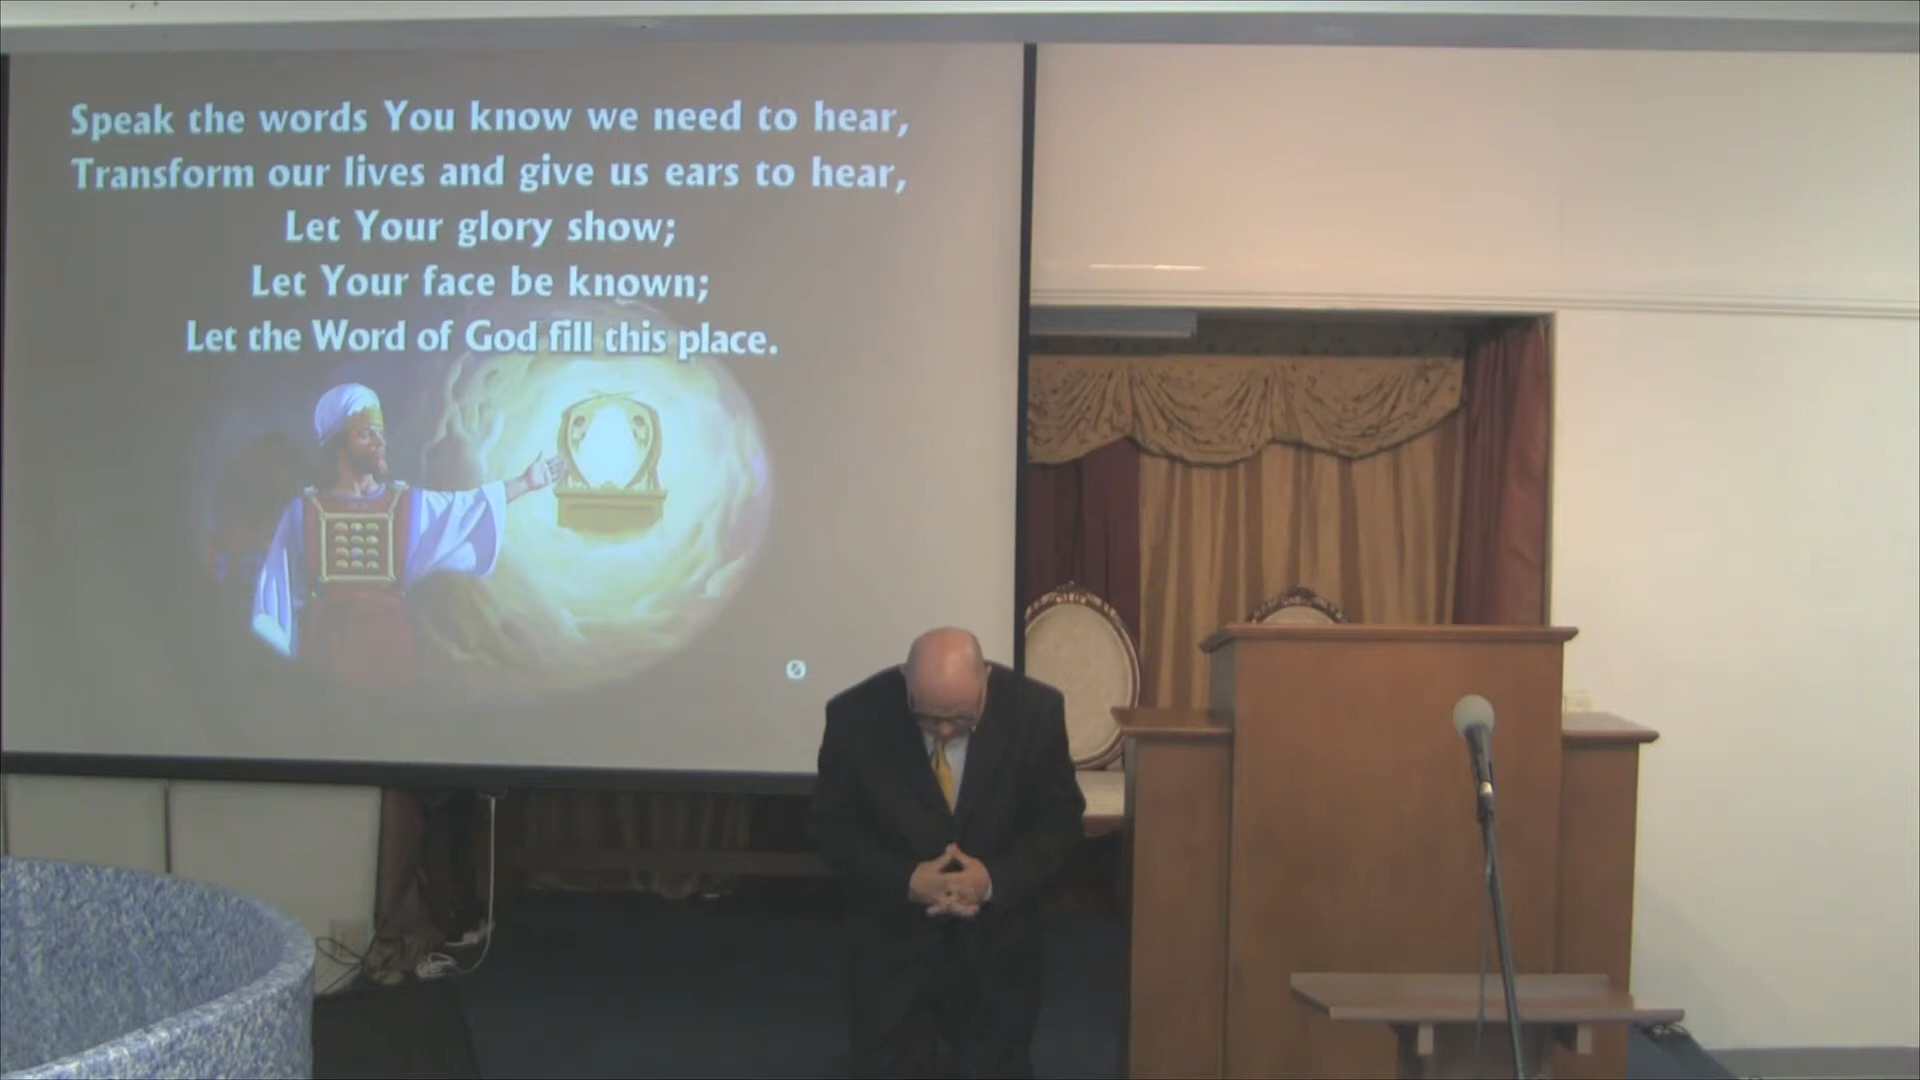 Speak the words You know we need to hear,
Transform our lives and give us ears to hear,
Let Your glory show;
Let Your face be known;
Let the Word of God fill this place.